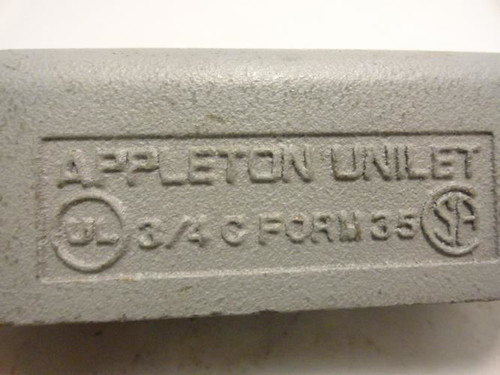 APPLETON UNILET
UL 3/4 C FORM 35 SA